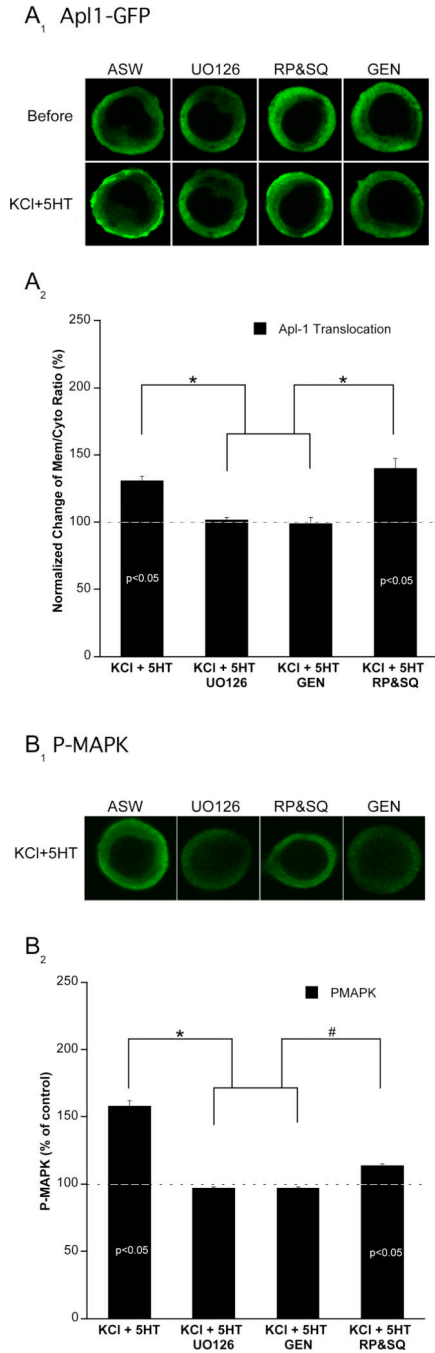 A1 Apl1-GFP
ASW UO126 RP&SQ GEN
Before
KCl+5HT
A2
250
Apl-1 Translocation
200
* *
150
100
50
p<0.05 p<0.05
0
Normalized Change of Mem/Cyto Ratio (%)
KCl + 5HT KCl + 5HT KCl + 5HT KCl + 5HT
UO126 GEN RP&SQ
B1 P-MAPK
ASW UO126 RP&SQ GEN
KCl+5HT
B2
250
PMAPK
200
* #
150
100
50
p<0.05 p<0.05
0
P-MAPK (% of control)
KCl + 5HT KCl + 5HT KCl + 5HT KCl + 5HT
UO126 GEN RP&SQ